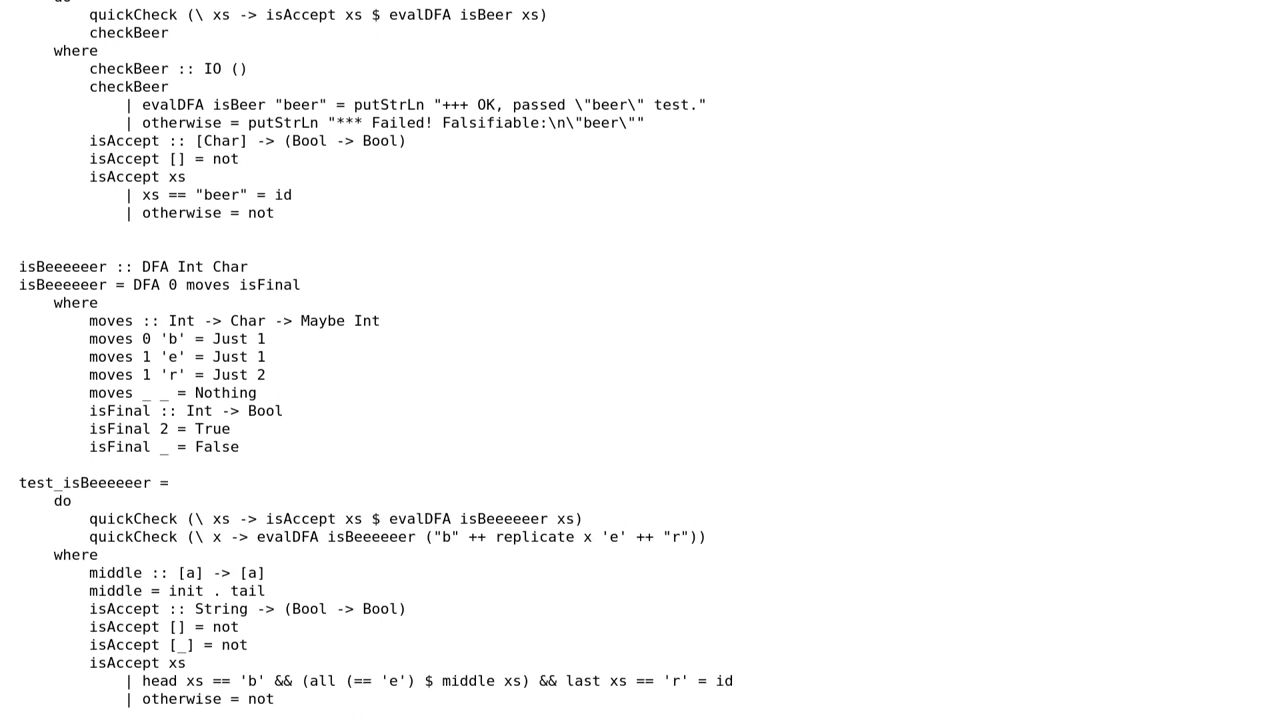 do
        quickCheck (\ xs -> isAccept xs $ evalDFA isBeer xs)
        checkBeer
    where
        checkBeer :: IO ()
        checkBeer
            | evalDFA isBeer "beer" = putStrLn "+++ OK, passed \"beer\" test."
            | otherwise = putStrLn "*** Failed! Falsifiable:\n\"beer\""
        isAccept :: [Char] -> (Bool -> Bool)
        isAccept [] = not
        isAccept xs
            | xs == "beer" = id
            | otherwise = not
isBeeeeeer :: DFA Int Char
isBeeeeeer = DFA 0 moves isFinal
    where
        moves :: Int -> Char -> Maybe Int
        moves 0 'b' = Just 1
        moves 1 'e' = Just 1
        moves 1 'r' = Just 2
        moves _ _ = Nothing
        isFinal :: Int -> Bool
        isFinal 2 = True
        isFinal _ = False
test_isBeeeeeer =
    do
        quickCheck (\ xs -> isAccept xs $ evalDFA isBeeeeeer xs)
        quickCheck (\ x -> evalDFA isBeeeeeer ("b" ++ replicate x 'e' ++ "r"))
    where
        middle :: [a] -> [a]
        middle = init . tail
        isAccept :: String -> (Bool -> Bool)
        isAccept [] = not
        isAccept [_] = not
        isAccept xs
            | head xs == 'b' && (all (== 'e') $ middle xs) && last xs == 'r' = id
            | otherwise = not